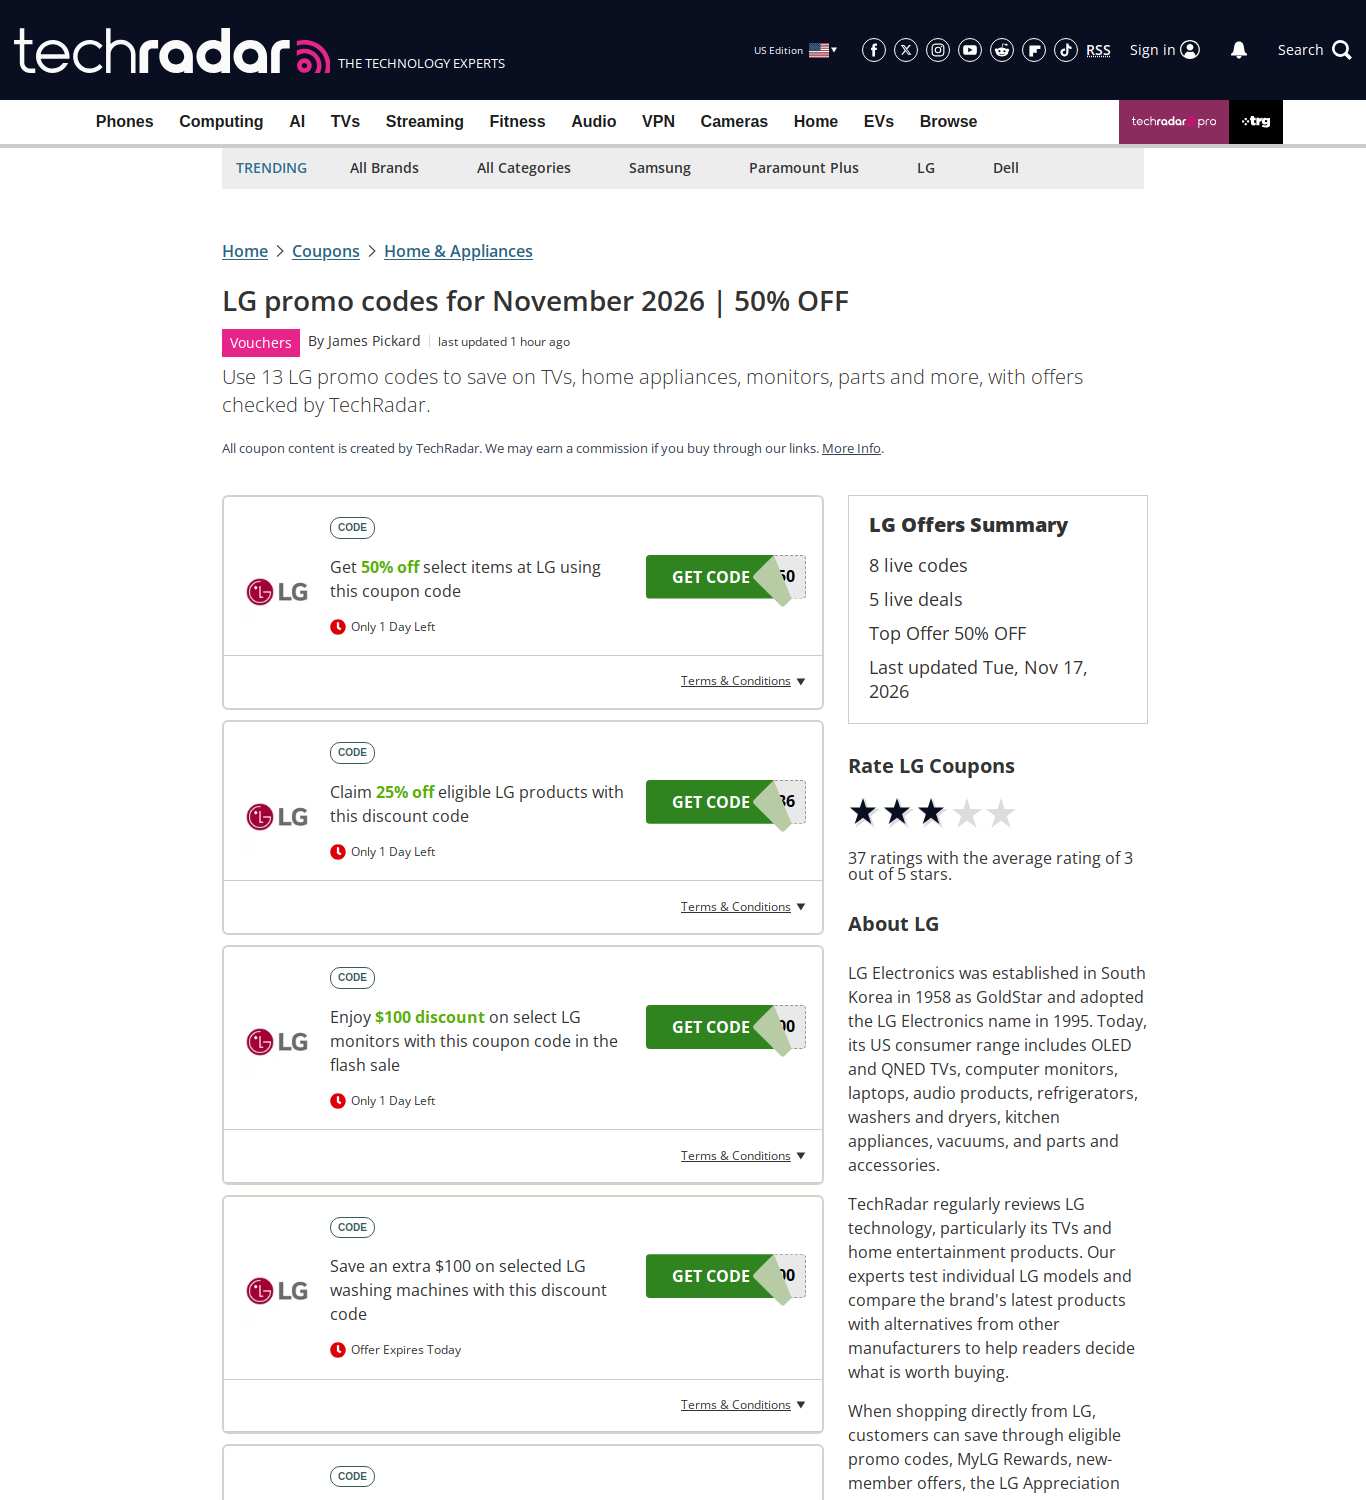 techradar THE TECHNOLOGY EXPERTS
US Edition RSS Sign in Search
Phones Computing AI TVs Streaming Fitness Audio VPN Cameras Home EVs Browse techradar pro trg
TRENDING All Brands All Categories Samsung Paramount Plus LG Dell
Home > Coupons > Home & Appliances
LG promo codes for November 2026 | 50% OFF
Vouchers By James Pickard last updated 1 hour ago
Use 13 LG promo codes to save on TVs, home appliances, monitors, parts and more, with offers
checked by TechRadar.
All coupon content is created by TechRadar. We may earn a commission if you buy through our links. More Info.
CODE
LG
Get 50% off select items at LG using
this coupon code
Only 1 Day Left
GET CODE 50
Terms & Conditions
CODE
LG
Claim 25% off eligible LG products with
this discount code
Only 1 Day Left
GET CODE 36
Terms & Conditions
CODE
LG
Enjoy $100 discount on select LG
monitors with this coupon code in the
flash sale
Only 1 Day Left
GET CODE 00
Terms & Conditions
CODE
LG
Save an extra $100 on selected LG
washing machines with this discount
code
Offer Expires Today
GET CODE 00
Terms & Conditions
CODE
LG Offers Summary
8 live codes
5 live deals
Top Offer 50% OFF
Last updated Tue, Nov 17,
2026
Rate LG Coupons
37 ratings with the average rating of 3
out of 5 stars.
About LG
LG Electronics was established in South
Korea in 1958 as GoldStar and adopted
the LG Electronics name in 1995. Today,
its US consumer range includes OLED
and QNED TVs, computer monitors,
laptops, audio products, refrigerators,
washers and dryers, kitchen
appliances, vacuums, and parts and
accessories.
TechRadar regularly reviews LG
technology, particularly its TVs and
home entertainment products. Our
experts test individual LG models and
compare the brand's latest products
with alternatives from other
manufacturers to help readers decide
what is worth buying.
When shopping directly from LG,
customers can save through eligible
promo codes, MyLG Rewards, new-
member offers, the LG Appreciation